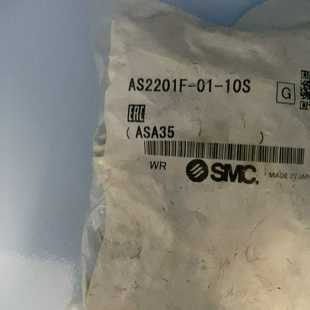 AS2201F-01-10S
G
EAC
( ASA35 )
WR SMC.
MADE IN JAPAN